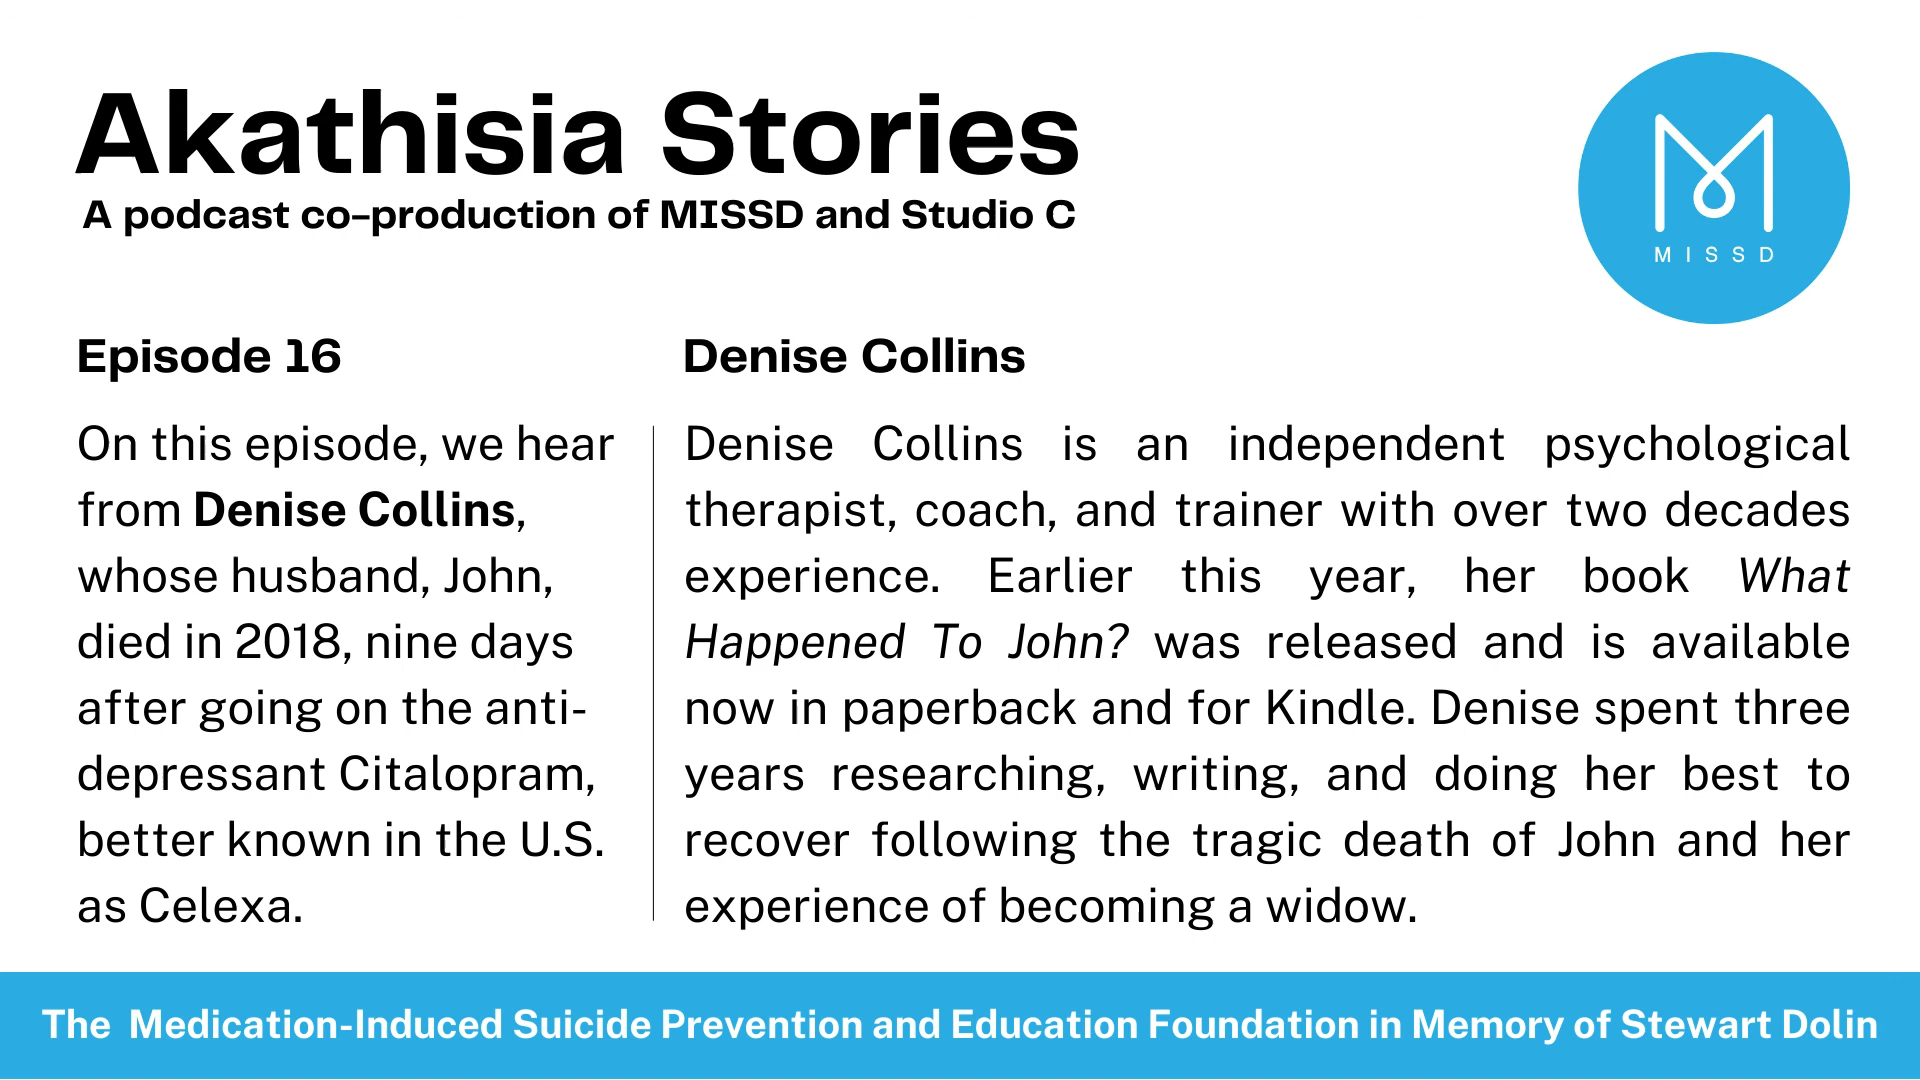 Akathisia Stories
A podcast co-production of MISSD and Studio C
MISSD
Episode 16
On this episode, we hear
from Denise Collins,
whose husband, John,
died in 2018, nine days
after going on the anti-
depressant Citalopram,
better known in the U.S.
as Celexa.
Denise Collins
Denise Collins is an independent psychological
therapist, coach, and trainer with over two decades
experience. Earlier this year, her book What
Happened To John? was released and is available
now in paperback and for Kindle. Denise spent three
years researching, writing, and doing her best to
recover following the tragic death of John and her
experience of becoming a widow.
The Medication-Induced Suicide Prevention and Education Foundation in Memory of Stewart Dolin